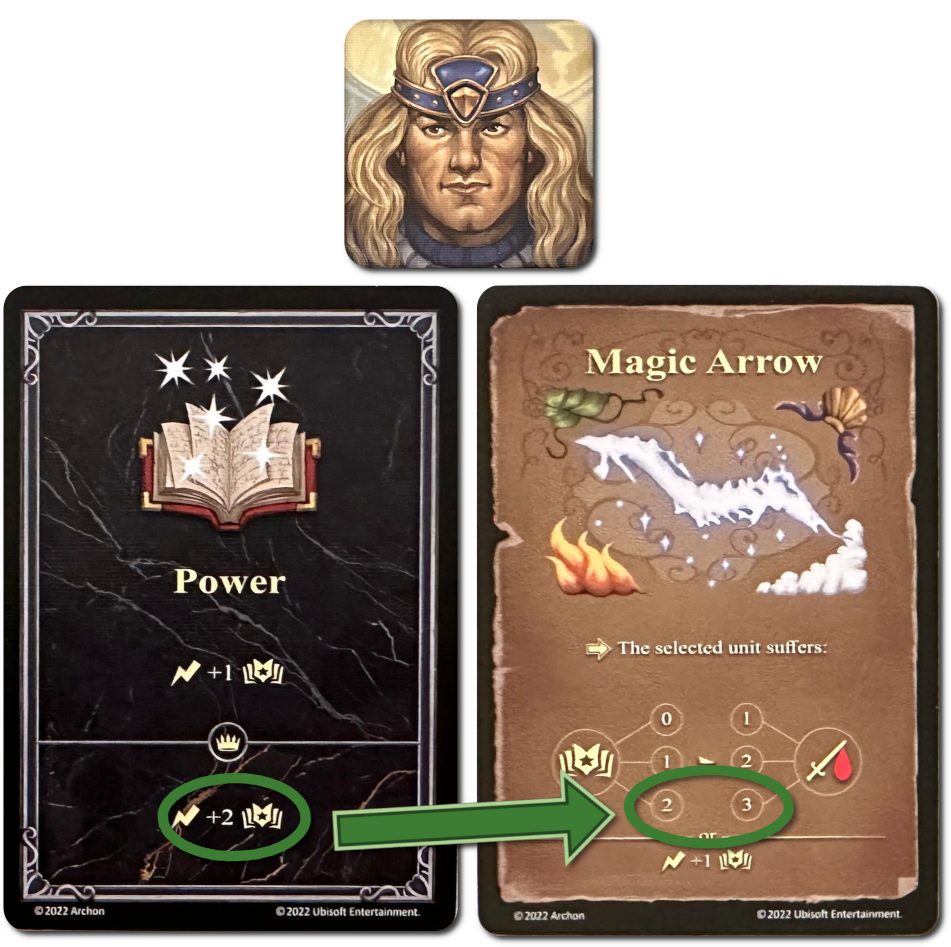 Power
+1
+2
© 2022 Archon
© 2022 Ubisoft Entertainment.
Magic Arrow
The selected unit suffers:
0 1
1 2
2 3
or
+1
© 2022 Archon
© 2022 Ubisoft Entertainment.